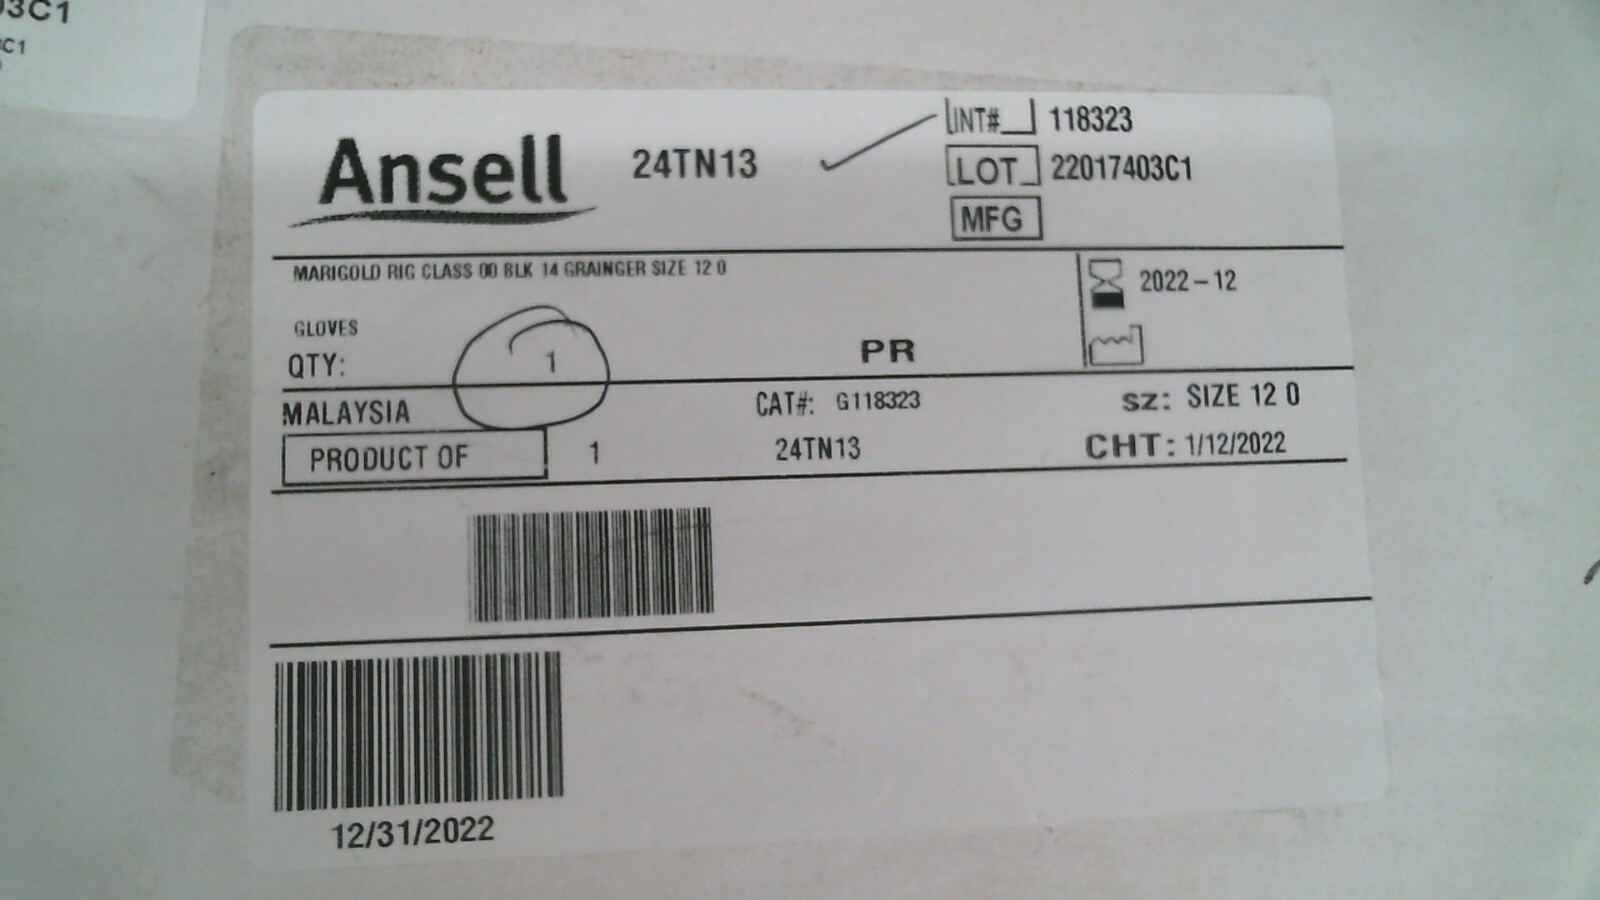 03C1
3C1
Ansell
24TN13
INT# 118323
LOT 22017403C1
MFG
MARIGOLD RIG CLASS 00 BLK 14 GRAINGER SIZE 12 0
2022-12
GLOVES
QTY: 1 PR
MALAYSIA CAT#: G118323 SZ: SIZE 12 0
PRODUCT OF 1 24TN13 CHT: 1/12/2022
12/31/2022